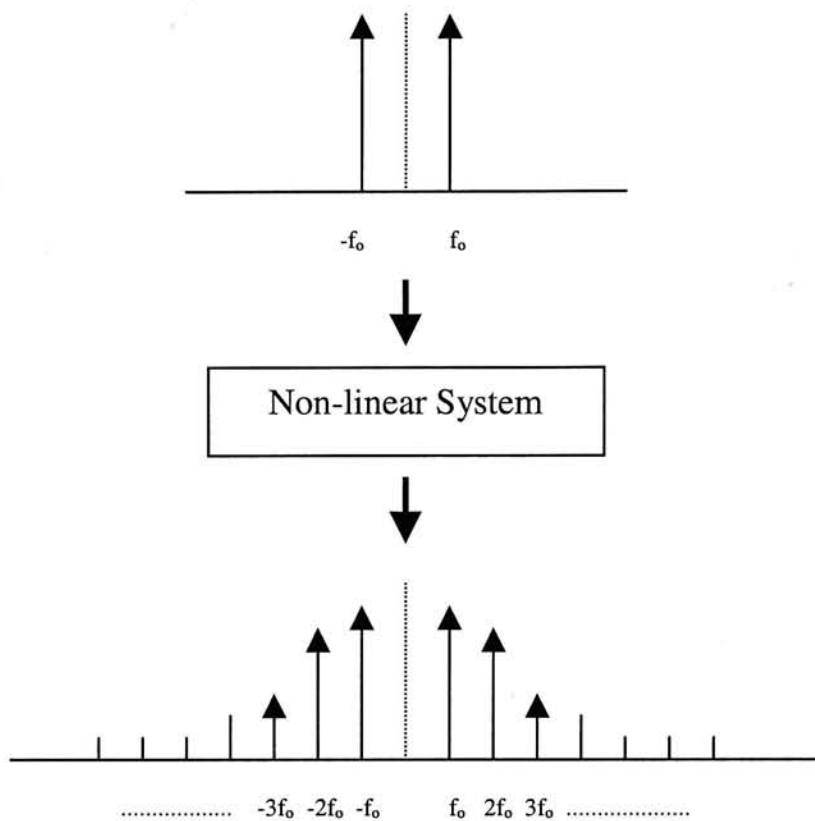 -fₒ fₒ
Non-linear System
.................... -3fₒ -2fₒ -fₒ fₒ 2fₒ 3fₒ ......................